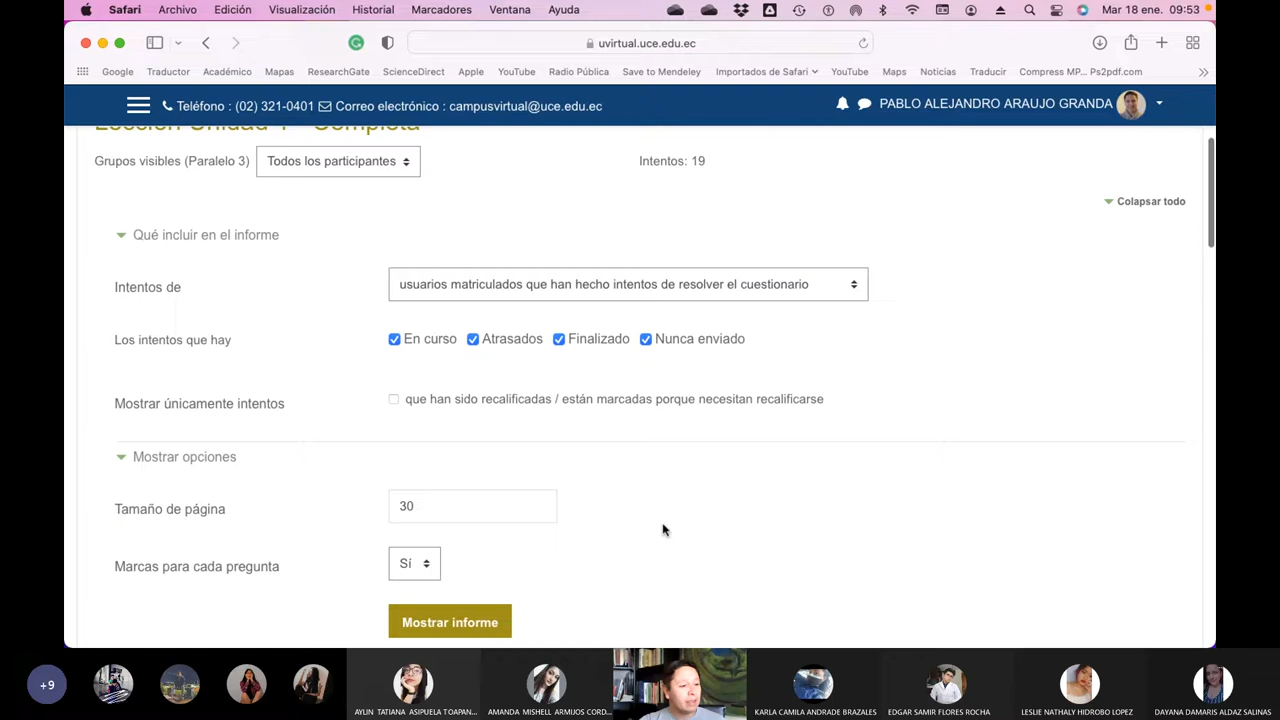 Safari Archivo Edición Visualización Historial Marcadores Ventana Ayuda Mar 18 ene. 09:53
uvirtual.uce.edu.ec
Google Traductor Académico Mapas ResearchGate ScienceDirect Apple YouTube Radio Pública Save to Mendeley Importados de Safari YouTube Maps Noticias Traducir Compress MP... Ps2pdf.com
Teléfono : (02) 321-0401 Correo electrónico : campusvirtual@uce.edu.ec PABLO ALEJANDRO ARAUJO GRANDA
Lección Unidad 1 - Completa
Grupos visibles (Paralelo 3) Todos los participantes Intentos: 19
Colapsar todo
Qué incluir en el informe
Intentos de usuarios matriculados que han hecho intentos de resolver el cuestionario
Los intentos que hay En curso Atrasados Finalizado Nunca enviado
Mostrar únicamente intentos que han sido recalificadas / están marcadas porque necesitan recalificarse
Mostrar opciones
Tamaño de página 30
Marcas para cada pregunta Sí
Mostrar informe
+9
AYLIN TATIANA ASIPUELA TOAPAN... AMANDA MISHELL ARMIJOS CORD... KARLA CAMILA ANDRADE BRAZALES EDGAR SAMIR FLORES ROCHA LESLIE NATHALY HIDROBO LOPEZ DAYANA DAMARIS ALDAZ SALINAS